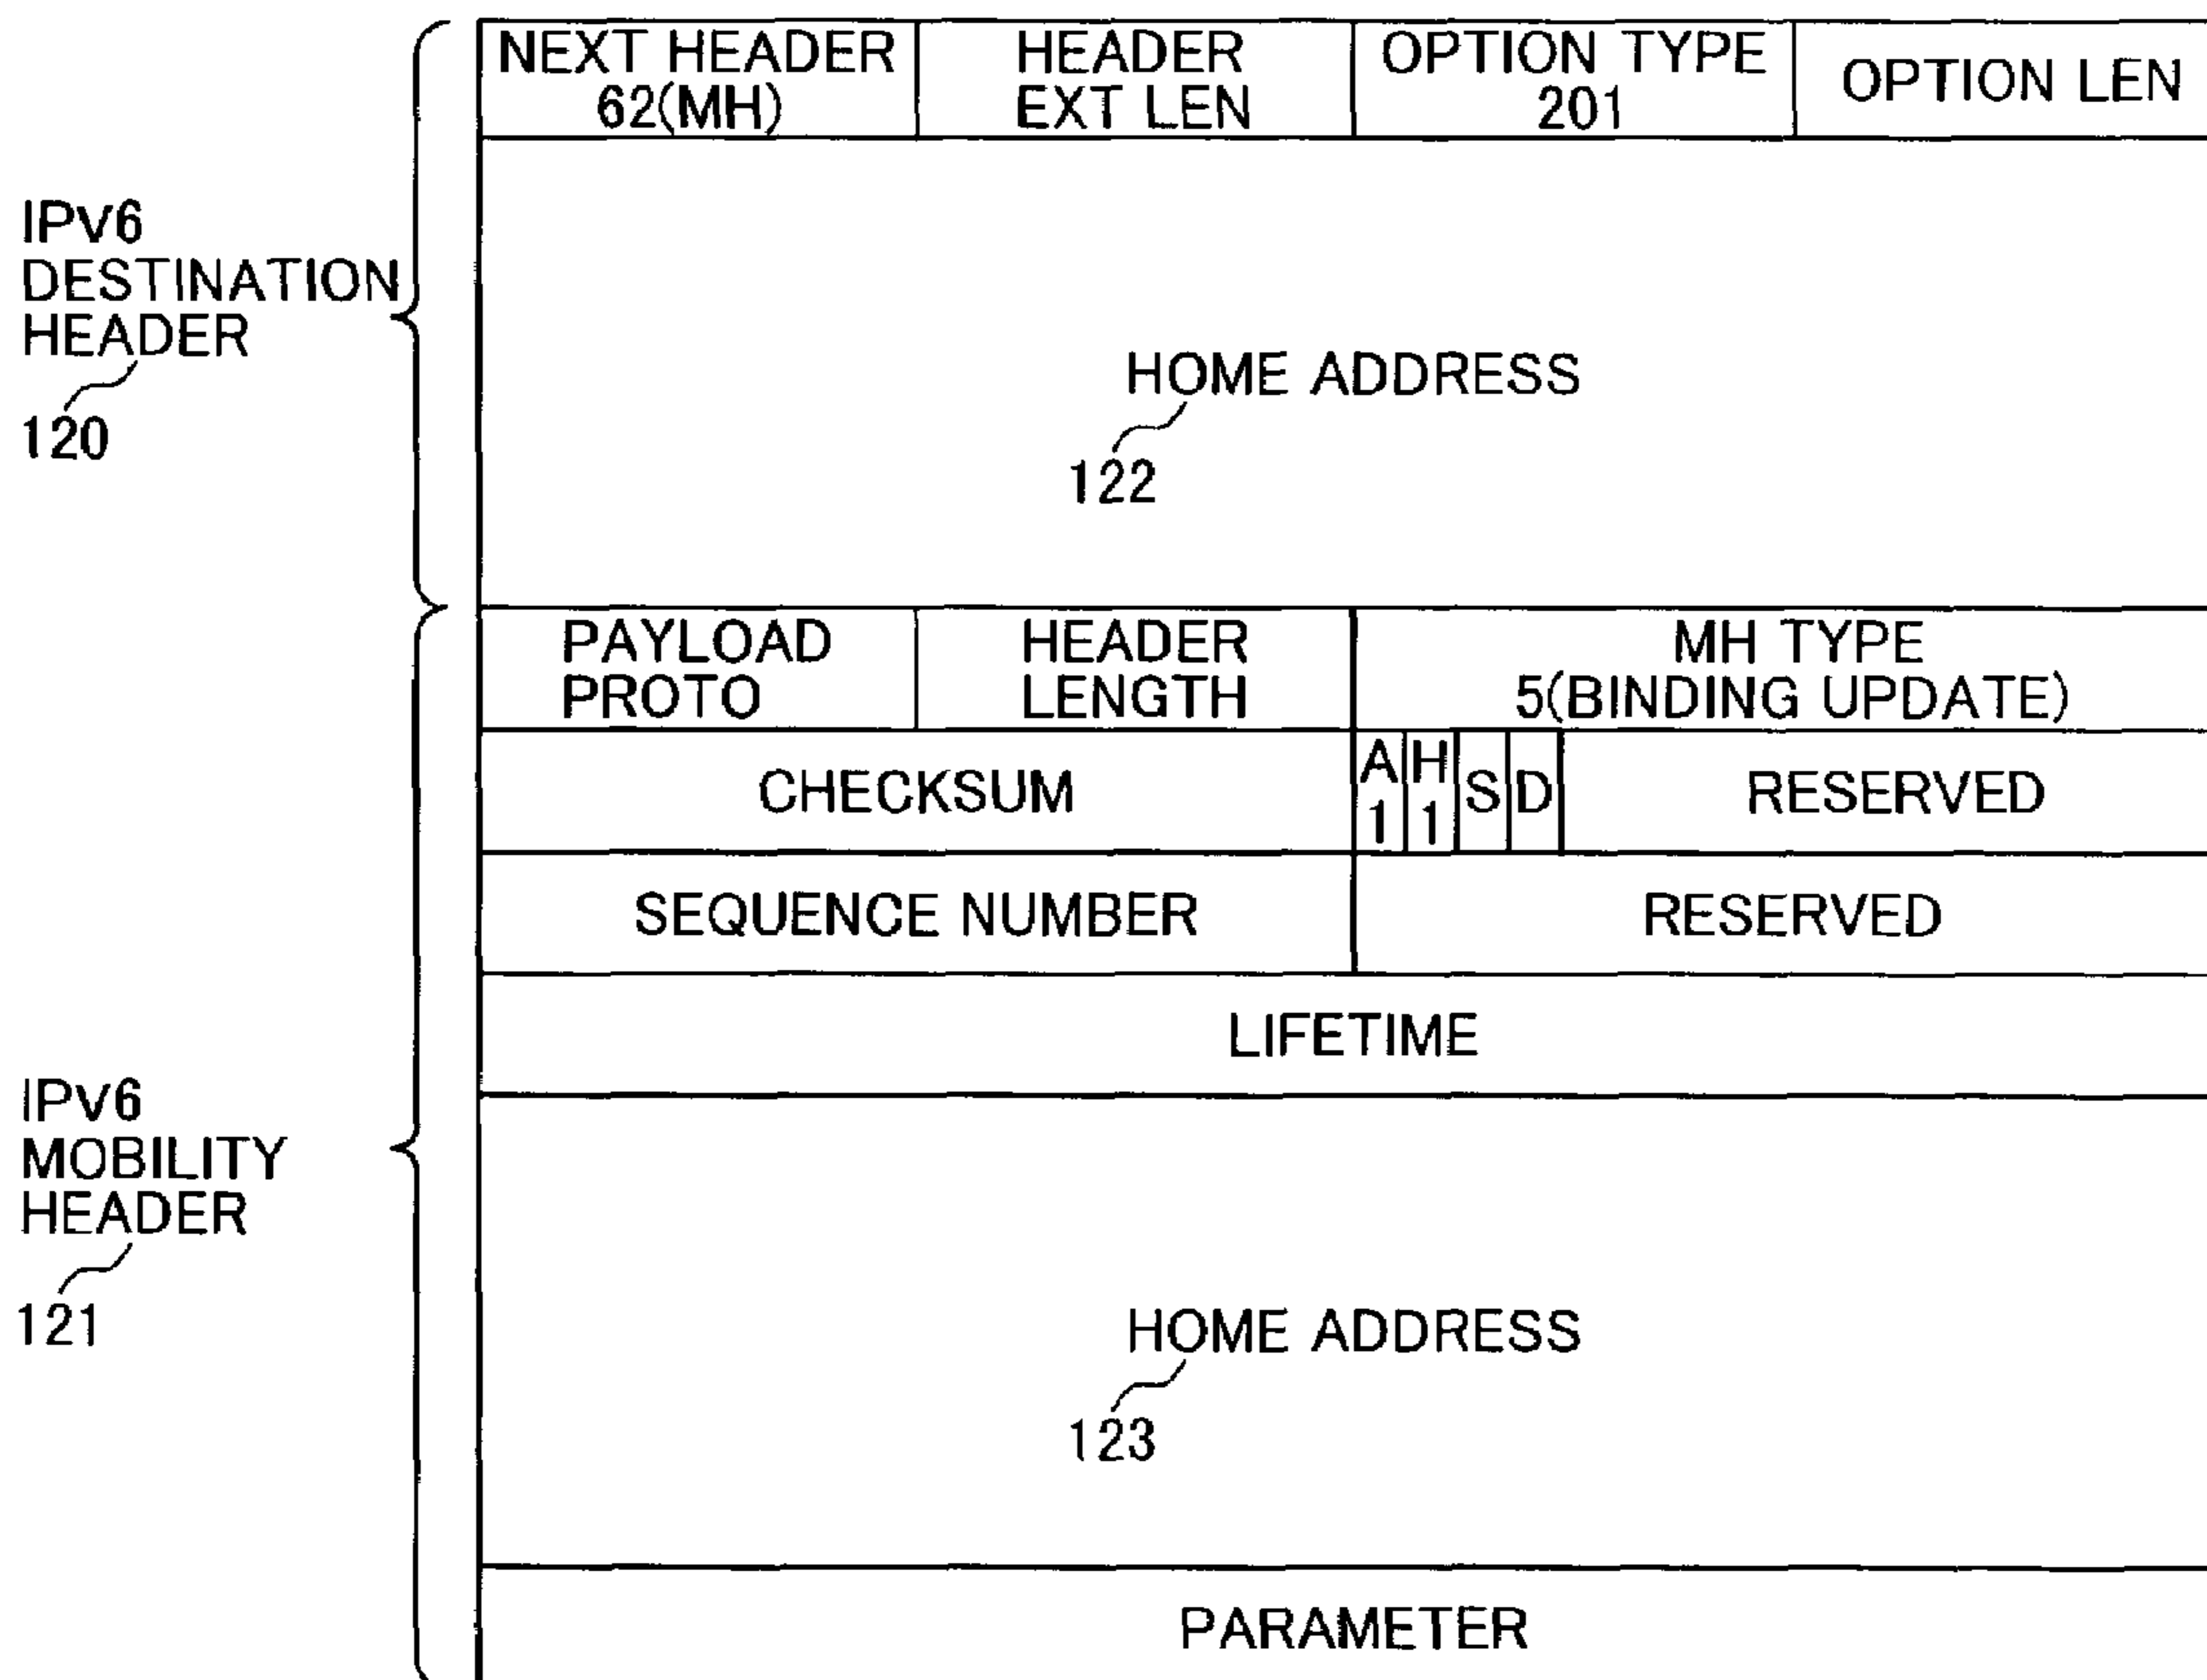 NEXT HEADER
62(MH)
HEADER
EXT LEN
OPTION TYPE
201
OPTION LEN
IPV6
DESTINATION
HEADER
120
HOME ADDRESS
122
PAYLOAD
PROTO
HEADER
LENGTH
MH TYPE
5(BINDING UPDATE)
CHECKSUM
A
1
H
1
S
D
RESERVED
SEQUENCE NUMBER
RESERVED
LIFETIME
IPV6
MOBILITY
HEADER
121
HOME ADDRESS
123
PARAMETER